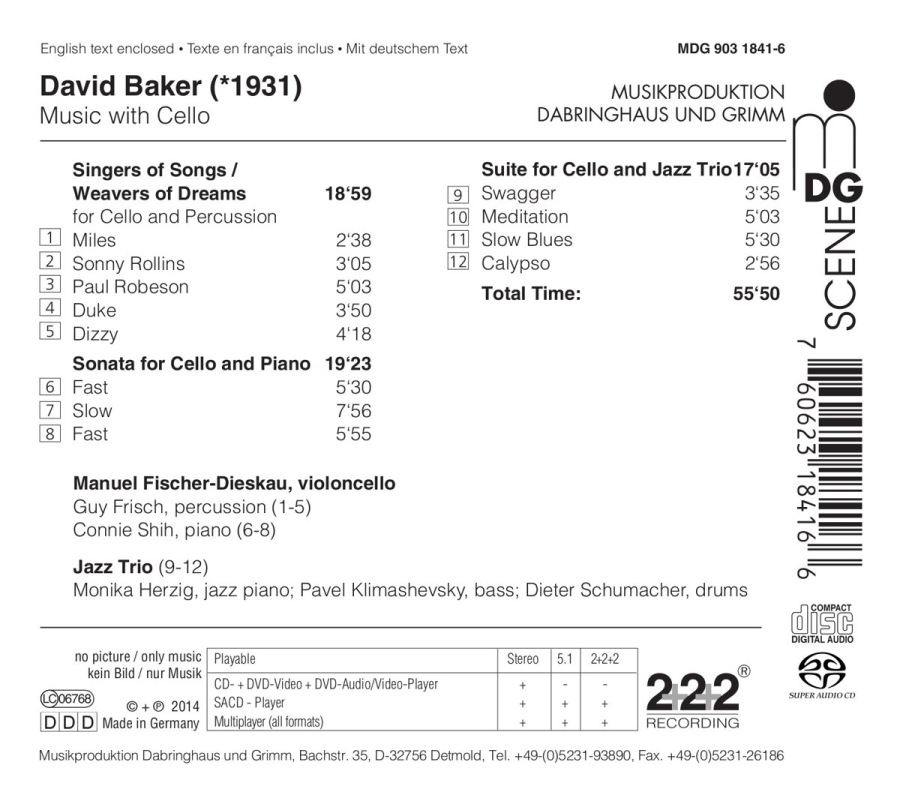 English text enclosed • Texte en français inclus • Mit deutschem Text
MDG 903 1841-6
David Baker (*1931)
Music with Cello
MUSIKPRODUKTION
DABRINGHAUS UND GRIMM
Singers of Songs /
Weavers of Dreams 18‘59
for Cello and Percussion
1 Miles 2‘38
2 Sonny Rollins 3‘05
3 Paul Robeson 5‘03
4 Duke 3‘50
5 Dizzy 4‘18
Sonata for Cello and Piano 19‘23
6 Fast 5‘30
7 Slow 7‘56
8 Fast 5‘55
Suite for Cello and Jazz Trio 17‘05
9 Swagger 3‘35
10 Meditation 5‘03
11 Slow Blues 5‘30
12 Calypso 2‘56
Total Time: 55‘50
Manuel Fischer-Dieskau, violoncello
Guy Frisch, percussion (1-5)
Connie Shih, piano (6-8)
Jazz Trio (9-12)
Monika Herzig, jazz piano; Pavel Klimashevsky, bass; Dieter Schumacher, drums
DG
SCENE
7 60623 18416 6
COMPACT
disc
DIGITAL AUDIO
SUPER AUDIO CD
no picture / only music
kein Bild / nur Musik
LC 06768
© + ℗ 2014
DDD Made in Germany
Playable Stereo 5.1 2+2+2
CD- + DVD-Video + DVD-Audio/Video-Player + - -
SACD - Player + + +
Multiplayer (all formats) + + +
2+2+2 ®
RECORDING
Musikproduktion Dabringhaus und Grimm, Bachstr. 35, D-32756 Detmold, Tel. +49-(0)5231-93890, Fax. +49-(0)5231-26186